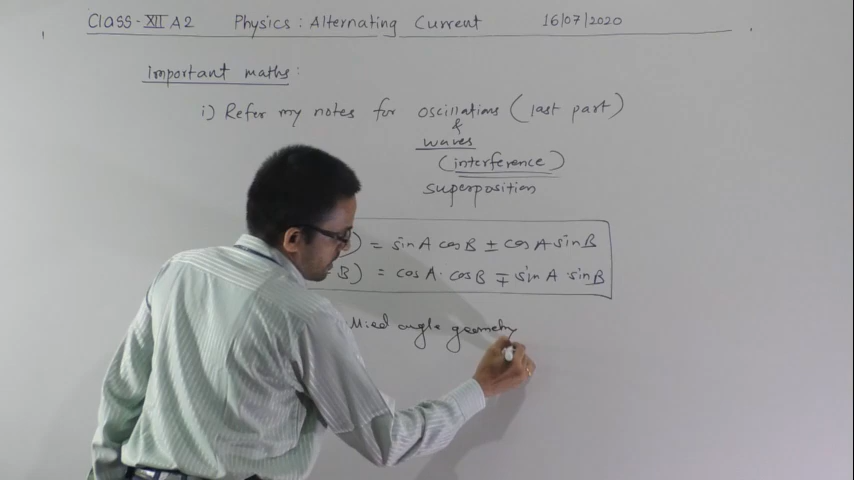 Class-XII A2 Physics: Alternating Current 16/07/2020
Important maths:
i) Refer my notes for oscillations (last part)
&
waves
(interference)
superposition
B) = sin A cos B ± cos A sin B
B) = cos A · cos B ∓ sin A · sin B
angle geometry